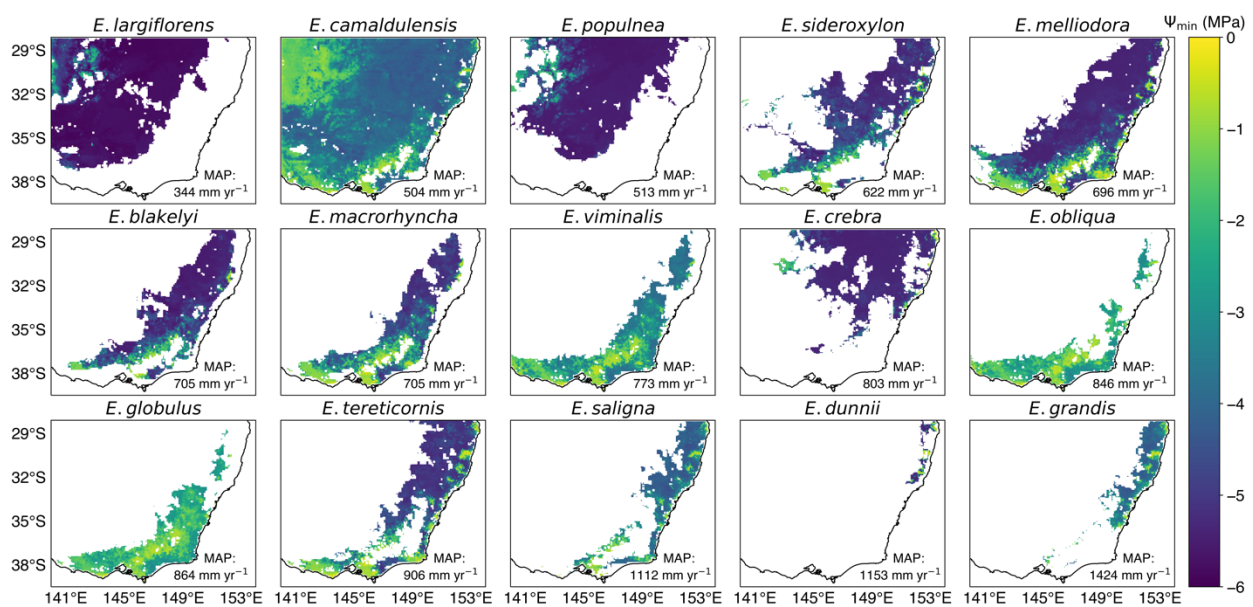 E. largiflorens E. camaldulensis E. populnea E. sideroxylon E. melliodora Ψmin (MPa)
29°S 0
32°S −1
35°S
38°S MAP: 344 mm yr⁻¹ MAP: 504 mm yr⁻¹ MAP: 513 mm yr⁻¹ MAP: 622 mm yr⁻¹ MAP: 696 mm yr⁻¹
E. blakelyi E. macrorhyncha E. viminalis E. crebra E. obliqua −2
29°S
32°S −3
35°S
38°S MAP: 705 mm yr⁻¹ MAP: 705 mm yr⁻¹ MAP: 773 mm yr⁻¹ MAP: 803 mm yr⁻¹ MAP: 846 mm yr⁻¹ −4
E. globulus E. tereticornis E. saligna E. dunnii E. grandis
29°S
32°S −5
35°S
38°S MAP: 864 mm yr⁻¹ MAP: 906 mm yr⁻¹ MAP: 1112 mm yr⁻¹ MAP: 1153 mm yr⁻¹ MAP: 1424 mm yr⁻¹ −6
141°E 145°E 149°E 153°E 141°E 145°E 149°E 153°E 141°E 145°E 149°E 153°E 141°E 145°E 149°E 153°E 141°E 145°E 149°E 153°E